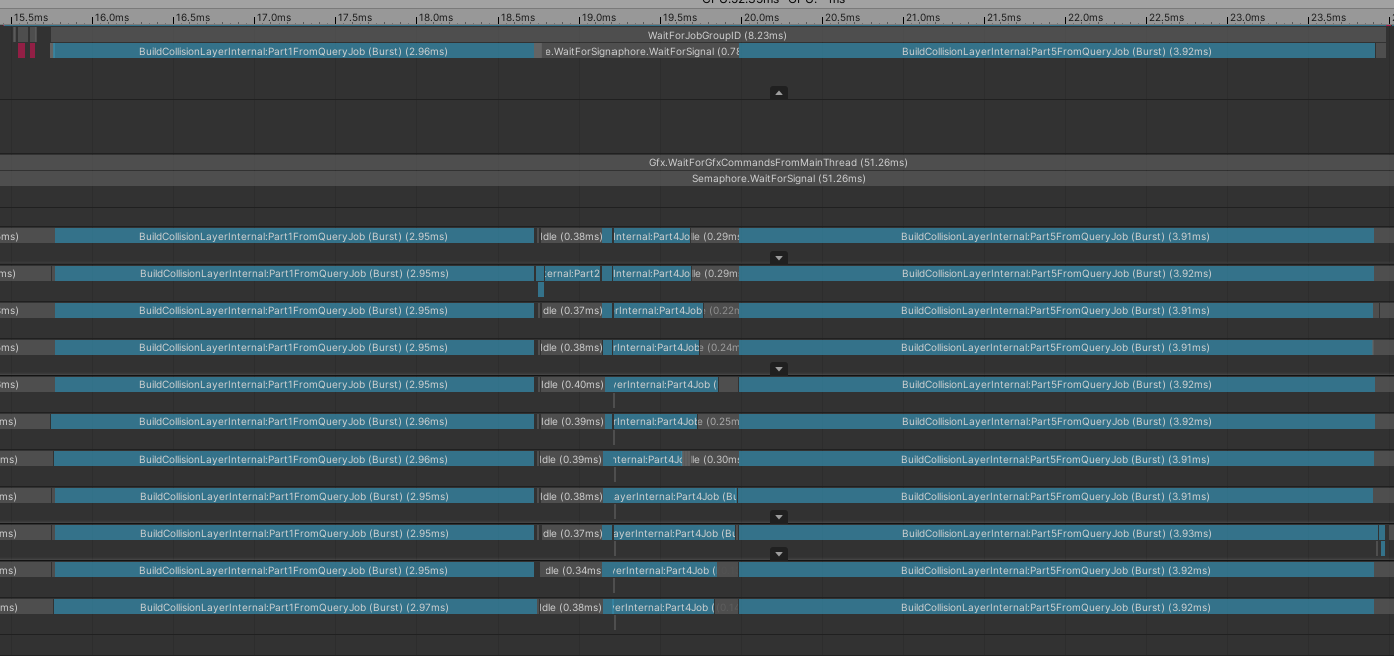 15.5ms 16.0ms 16.5ms 17.0ms 17.5ms 18.0ms 18.5ms 19.0ms 19.5ms 20.0ms 20.5ms 21.0ms 21.5ms 22.0ms 22.5ms 23.0ms 23.5ms
WaitForJobGroupID (8.23ms)
BuildCollisionLayerInternal:Part1FromQueryJob (Burst) (2.96ms) e.WaitForSignaphore.WaitForSignal (0.78 BuildCollisionLayerInternal:Part5FromQueryJob (Burst) (3.92ms)
Gfx.WaitForGfxCommandsFromMainThread (51.26ms)
Semaphore.WaitForSignal (51.26ms)
ms) BuildCollisionLayerInternal:Part1FromQueryJob (Burst) (2.95ms) Idle (0.38ms) Internal:Part4Jo lle (0.29ms BuildCollisionLayerInternal:Part5FromQueryJob (Burst) (3.91ms)
ms) BuildCollisionLayerInternal:Part1FromQueryJob (Burst) (2.95ms) ternal:Part2 Internal:Part4Jo lle (0.29m BuildCollisionLayerInternal:Part5FromQueryJob (Burst) (3.92ms)
ms) BuildCollisionLayerInternal:Part1FromQueryJob (Burst) (2.95ms) dle (0.37ms) rInternal:Part4Job (0.22m BuildCollisionLayerInternal:Part5FromQueryJob (Burst) (3.91ms)
ms) BuildCollisionLayerInternal:Part1FromQueryJob (Burst) (2.95ms) Idle (0.38ms) rInternal:Part4Job (0.24m BuildCollisionLayerInternal:Part5FromQueryJob (Burst) (3.91ms)
ms) BuildCollisionLayerInternal:Part1FromQueryJob (Burst) (2.95ms) Idle (0.40ms) yerInternal:Part4Job ( BuildCollisionLayerInternal:Part5FromQueryJob (Burst) (3.92ms)
ms) BuildCollisionLayerInternal:Part1FromQueryJob (Burst) (2.96ms) Idle (0.39ms) rInternal:Part4Job (0.25m BuildCollisionLayerInternal:Part5FromQueryJob (Burst) (3.92ms)
ms) BuildCollisionLayerInternal:Part1FromQueryJob (Burst) (2.96ms) Idle (0.39ms) nternal:Part4Jo lle (0.30ms BuildCollisionLayerInternal:Part5FromQueryJob (Burst) (3.91ms)
ms) BuildCollisionLayerInternal:Part1FromQueryJob (Burst) (2.95ms) Idle (0.38ms) ayerInternal:Part4Job (Bu BuildCollisionLayerInternal:Part5FromQueryJob (Burst) (3.91ms)
ms) BuildCollisionLayerInternal:Part1FromQueryJob (Burst) (2.95ms) dle (0.37ms) ayerInternal:Part4Job (Bu BuildCollisionLayerInternal:Part5FromQueryJob (Burst) (3.93ms)
ms) BuildCollisionLayerInternal:Part1FromQueryJob (Burst) (2.95ms) dle (0.34ms yerInternal:Part4Job ( BuildCollisionLayerInternal:Part5FromQueryJob (Burst) (3.92ms)
ms) BuildCollisionLayerInternal:Part1FromQueryJob (Burst) (2.97ms) Idle (0.38ms) yerInternal:Part4Job ( BuildCollisionLayerInternal:Part5FromQueryJob (Burst) (3.92ms)